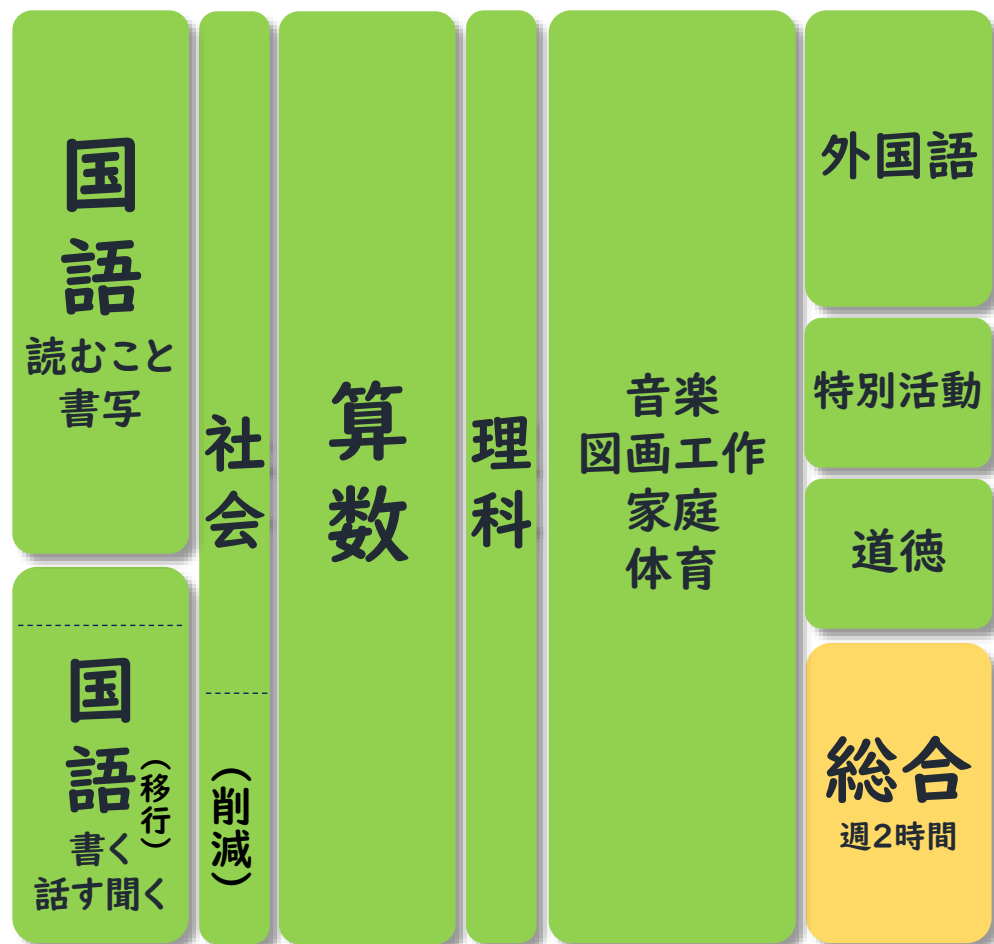 国語
読むこと
書写
国語
（移行）
書く
話す聞く
社会
（削減）
算数
理科
音楽
図画工作
家庭
体育
外国語
特別活動
道徳
総合
週2時間